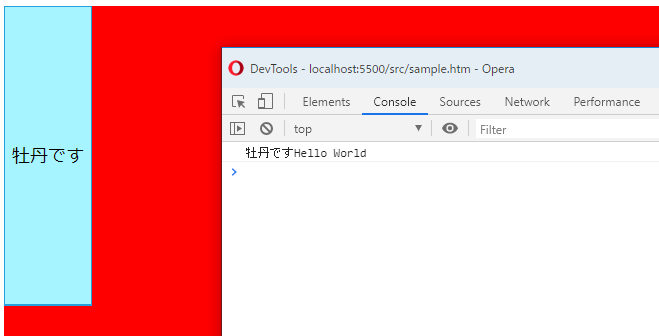 牡丹です
DevTools - localhost:5500/src/sample.htm - Opera
Elements Console Sources Network Performance
top Filter
牡丹ですHello World